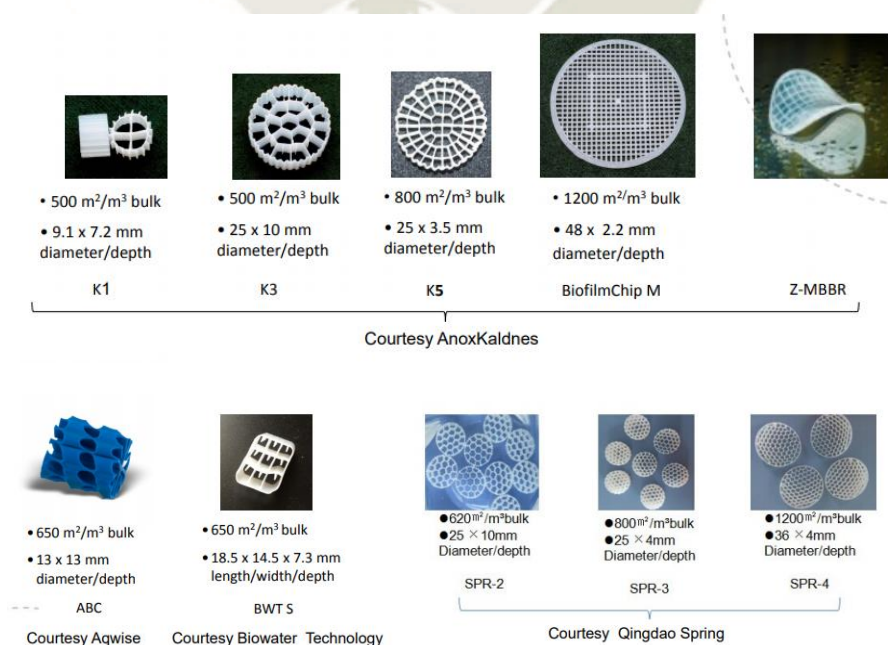 • 500 m²/m³ bulk
• 9.1 x 7.2 mm
diameter/depth
K1
• 500 m²/m³ bulk
• 25 x 10 mm
diameter/depth
K3
• 800 m²/m³ bulk
• 25 x 3.5 mm
diameter/depth
K5
• 1200 m²/m³ bulk
• 48 x 2.2 mm
diameter/depth
BiofilmChip M
Z-MBBR
Courtesy AnoxKaldnes
• 650 m²/m³ bulk
• 13 x 13 mm
diameter/depth
ABC
Courtesy Aqwise
• 650 m²/m³ bulk
• 18.5 x 14.5 x 7.3 mm
length/width/depth
BWT S
Courtesy Biowater Technology
●620㎡/m³bulk
●25 ×10mm
Diameter/depth
SPR-2
●800㎡/m³bulk
●25 ×4mm
Diameter/depth
SPR-3
●1200㎡/m³bulk
●36 ×4mm
Diameter/depth
SPR-4
Courtesy Qingdao Spring